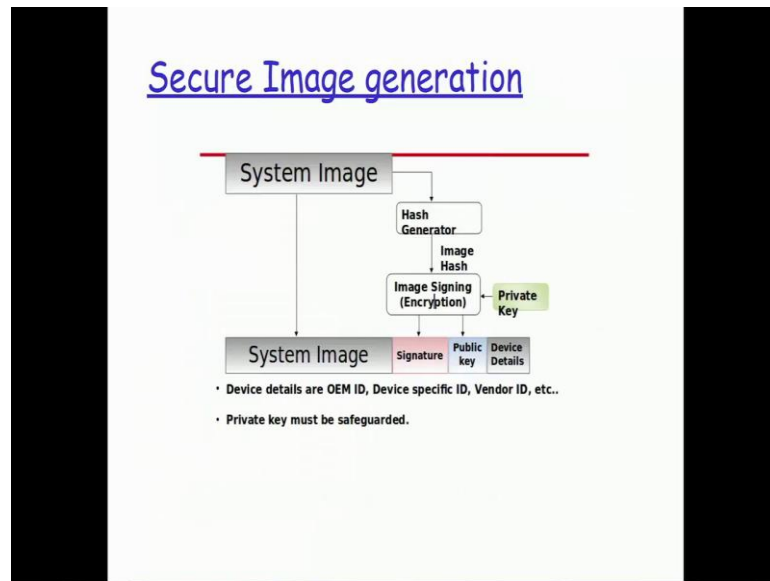 Secure Image generation
System Image
Hash
Generator
Image
Hash
Image Signing
(Encryption)
Private
Key
System Image
Signature
Public
key
Device
Details
• Device details are OEM ID, Device specific ID, Vendor ID, etc..
• Private key must be safeguarded.